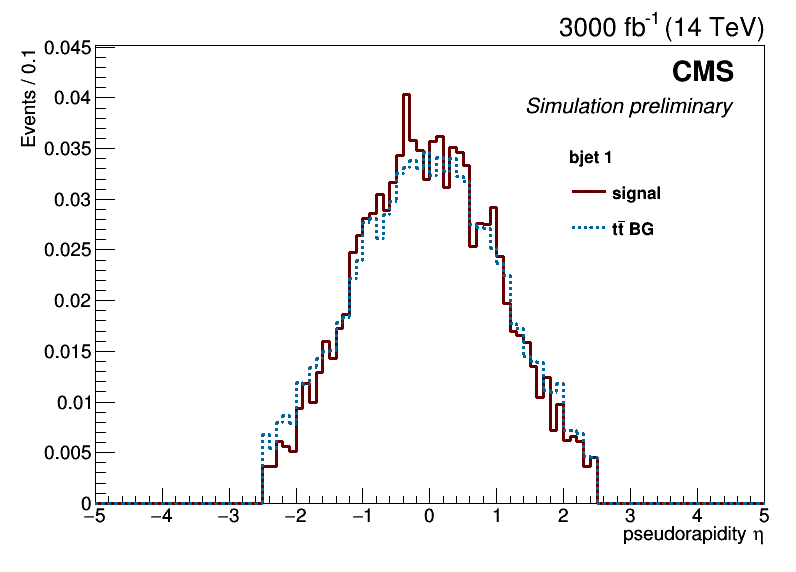 3000 fb⁻¹ (14 TeV)
CMS
Simulation preliminary
bjet 1
signal
tt̄ BG
Events / 0.1
0.045
0.04
0.035
0.03
0.025
0.02
0.015
0.01
0.005
0
−5 −4 −3 −2 −1 0 1 2 3 4 5
pseudorapidity η